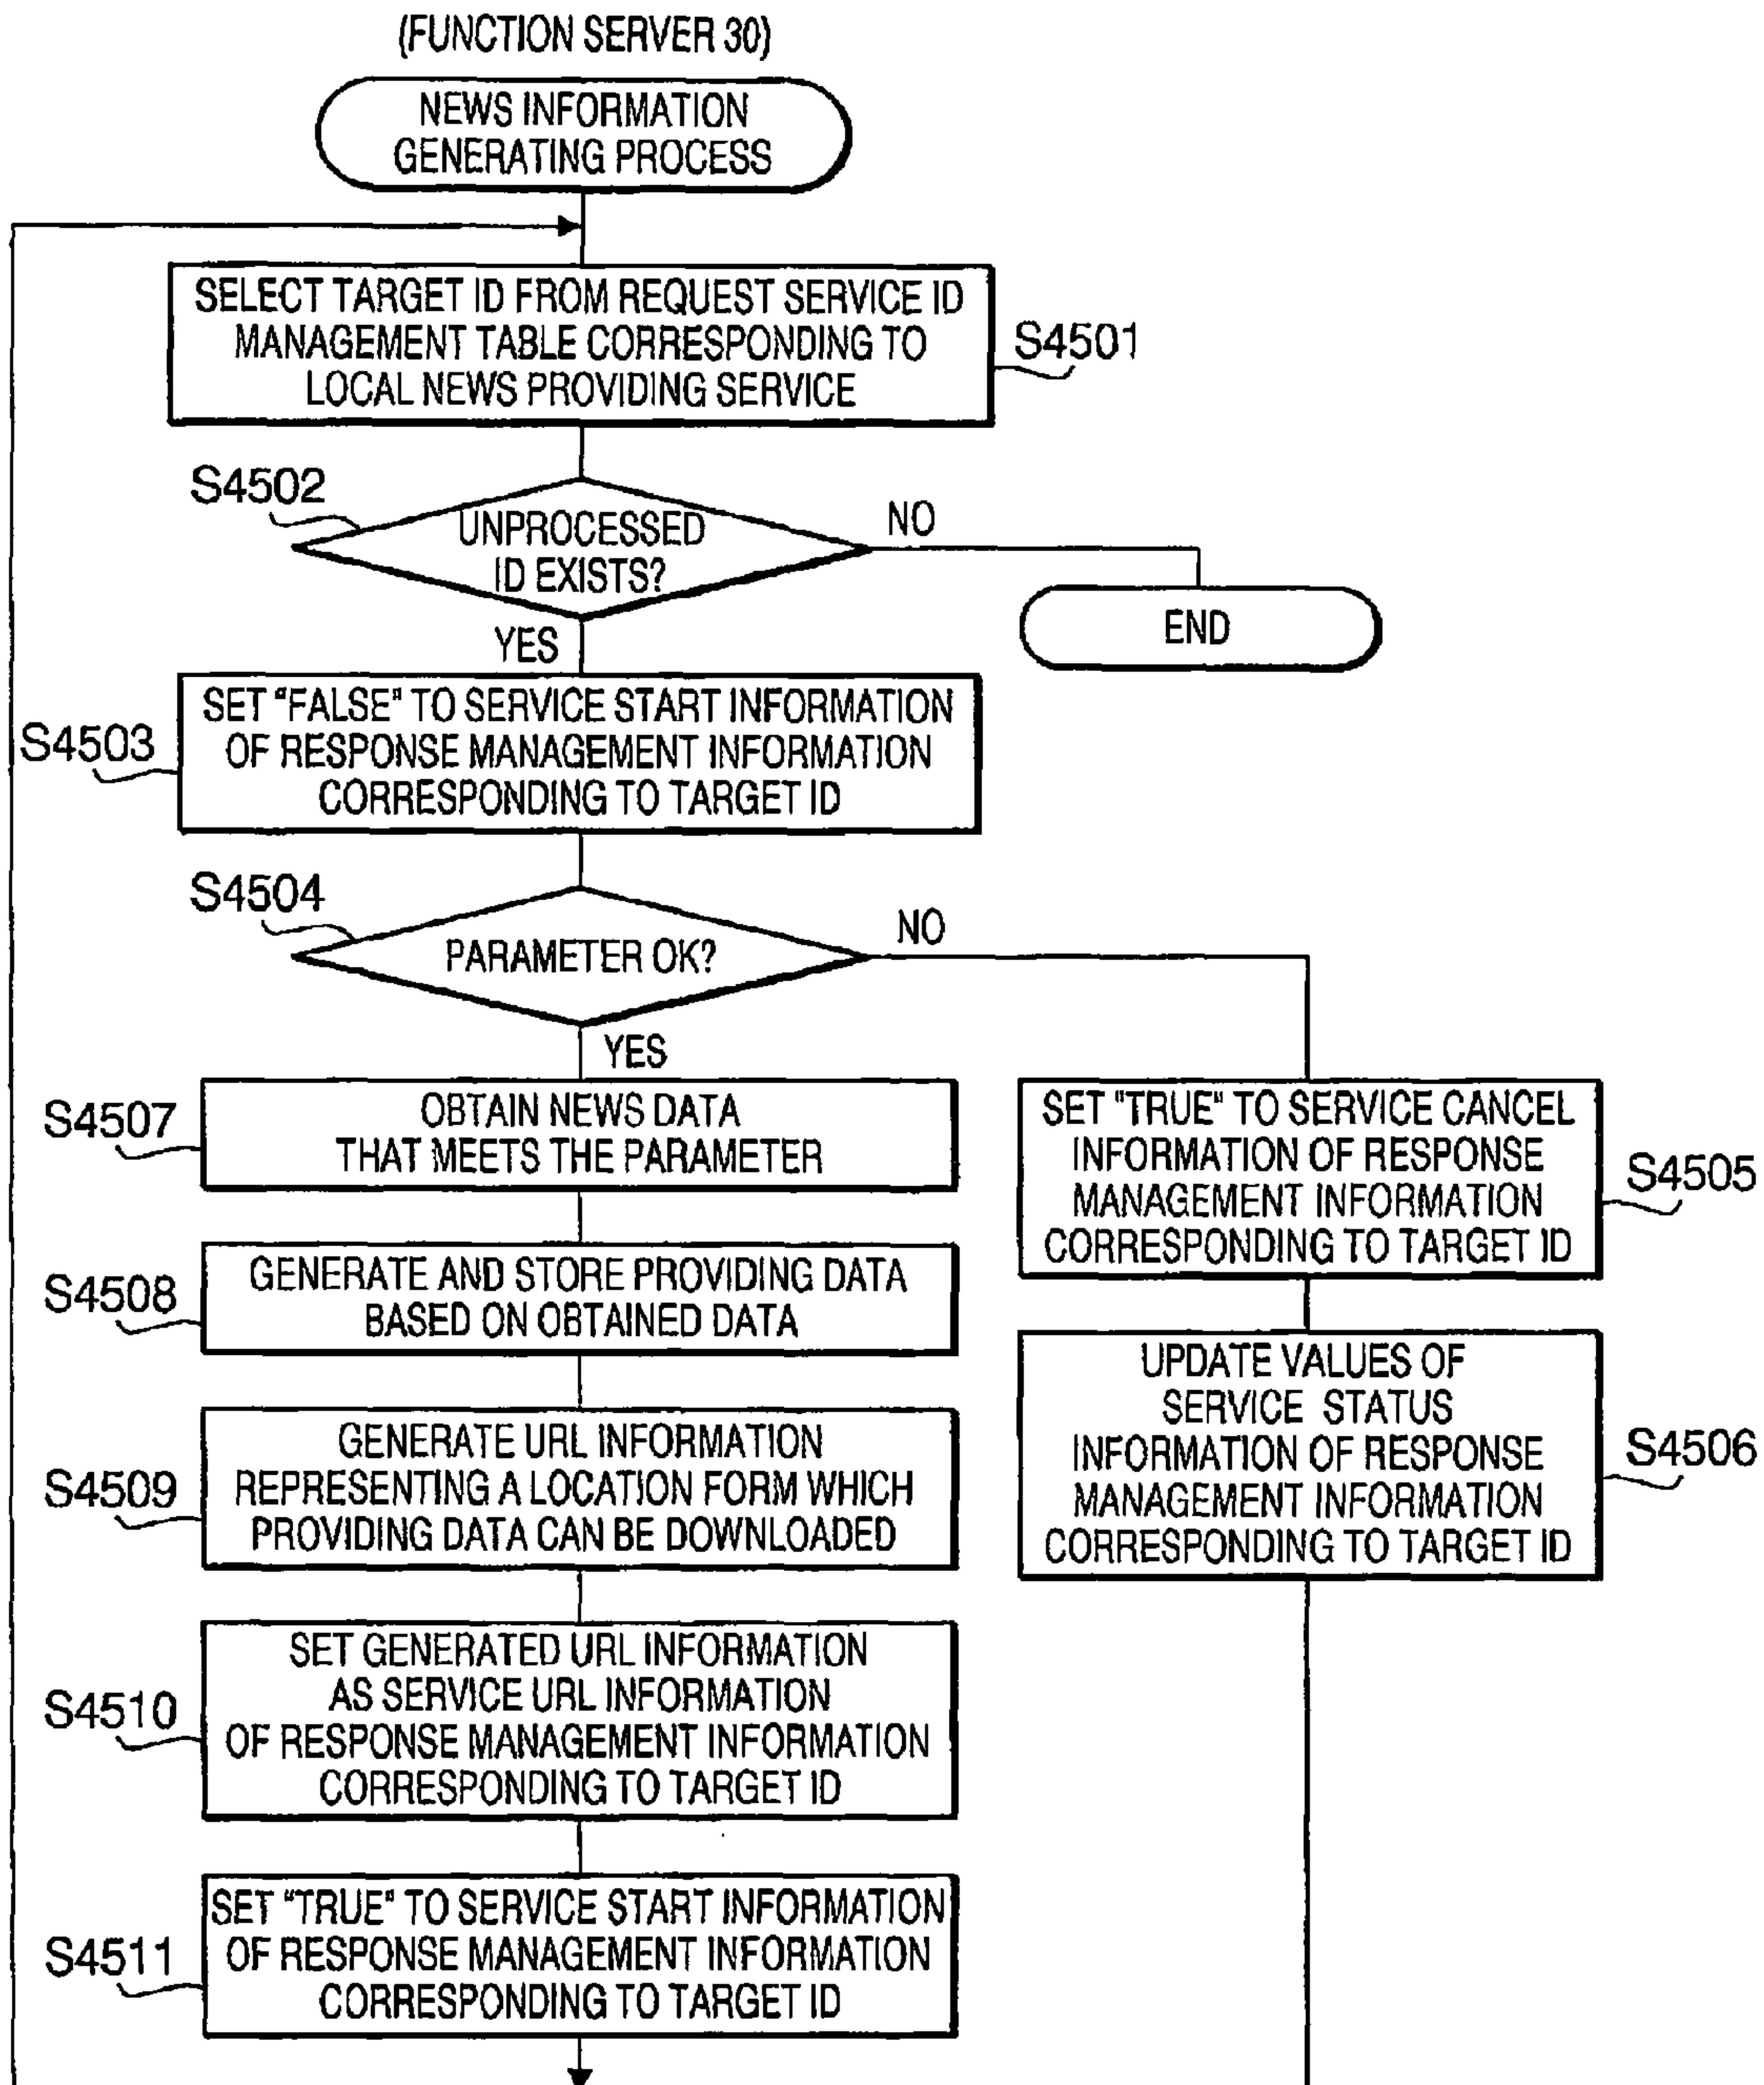 (FUNCTION SERVER 30)
NEWS INFORMATION
GENERATING PROCESS
SELECT TARGET ID FROM REQUEST SERVICE ID
MANAGEMENT TABLE CORRESPONDING TO
LOCAL NEWS PROVIDING SERVICE
S4501
S4502
UNPROCESSED
ID EXISTS?
NO
END
YES
SET "FALSE" TO SERVICE START INFORMATION
OF RESPONSE MANAGEMENT INFORMATION
CORRESPONDING TO TARGET ID
S4503
S4504
PARAMETER OK?
NO
YES
S4507
OBTAIN NEWS DATA
THAT MEETS THE PARAMETER
SET "TRUE" TO SERVICE CANCEL
INFORMATION OF RESPONSE
MANAGEMENT INFORMATION
CORRESPONDING TO TARGET ID
S4505
S4508
GENERATE AND STORE PROVIDING DATA
BASED ON OBTAINED DATA
UPDATE VALUES OF
SERVICE STATUS
INFORMATION OF RESPONSE
MANAGEMENT INFORMATION
CORRESPONDING TO TARGET ID
S4506
S4509
GENERATE URL INFORMATION
REPRESENTING A LOCATION FORM WHICH
PROVIDING DATA CAN BE DOWNLOADED
S4510
SET GENERATED URL INFORMATION
AS SERVICE URL INFORMATION
OF RESPONSE MANAGEMENT INFORMATION
CORRESPONDING TO TARGET ID
S4511
SET "TRUE" TO SERVICE START INFORMATION
OF RESPONSE MANAGEMENT INFORMATION
CORRESPONDING TO TARGET ID